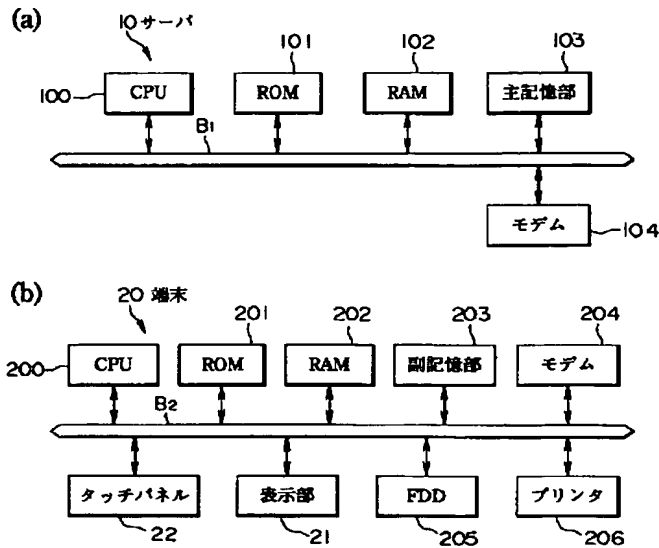 (a)
10 サーバ
101
102
103
100
CPU
ROM
RAM
主記憶部
B1
モデム
104
(b)
20 端末
201
202
203
204
200
CPU
ROM
RAM
副記憶部
モデム
B2
タッチパネル
表示部
FDD
プリンタ
22
21
205
206